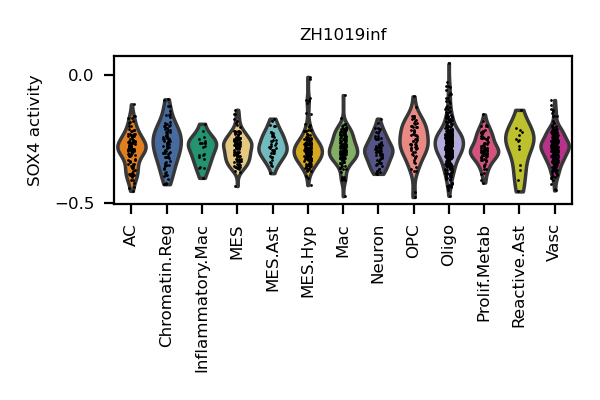 ZH1019inf
SOX4 activity
0.0
−0.5
AC
Chromatin.Reg
Inflammatory.Mac
MES
MES.Ast
MES.Hyp
Mac
Neuron
OPC
Oligo
Prolif.Metab
Reactive.Ast
Vasc